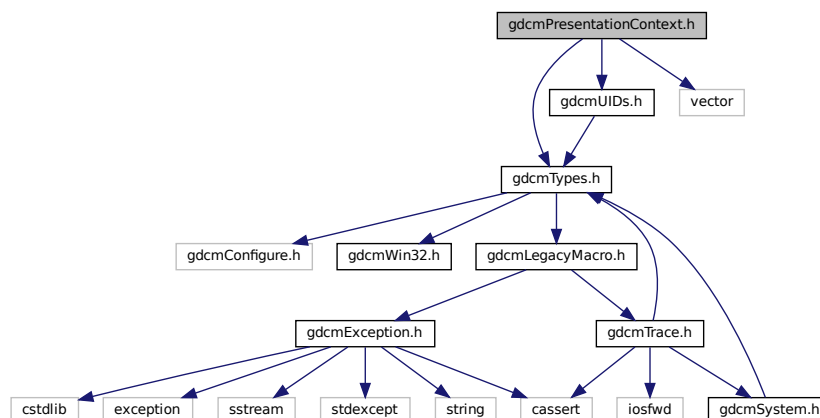 gdcmPresentationContext.h
gdcmUIDs.h
vector
gdcmTypes.h
gdcmConfigure.h
gdcmWin32.h
gdcmLegacyMacro.h
gdcmException.h
gdcmTrace.h
cstdlib
exception
sstream
stdexcept
string
cassert
iosfwd
gdcmSystem.h